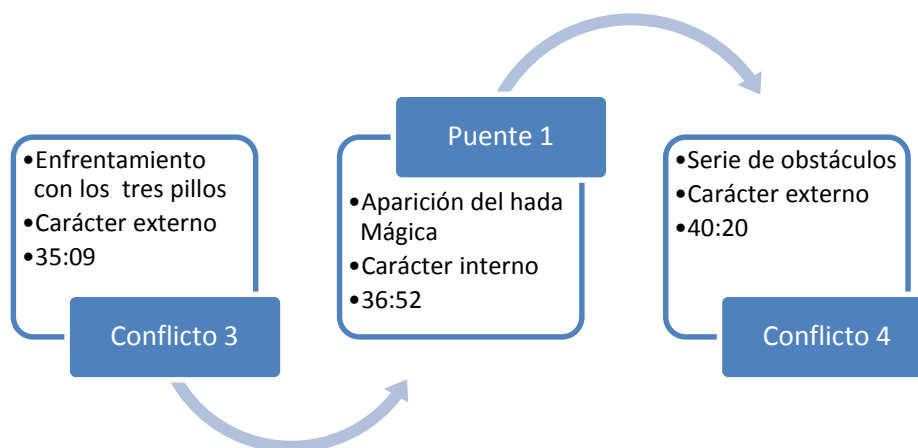 •Enfrentamiento
con los tres pillos
•Carácter externo
•35:09
Conflicto 3
Puente 1
•Aparición del hada
Mágica
•Carácter interno
•36:52
•Serie de obstáculos
•Carácter externo
•40:20
Conflicto 4